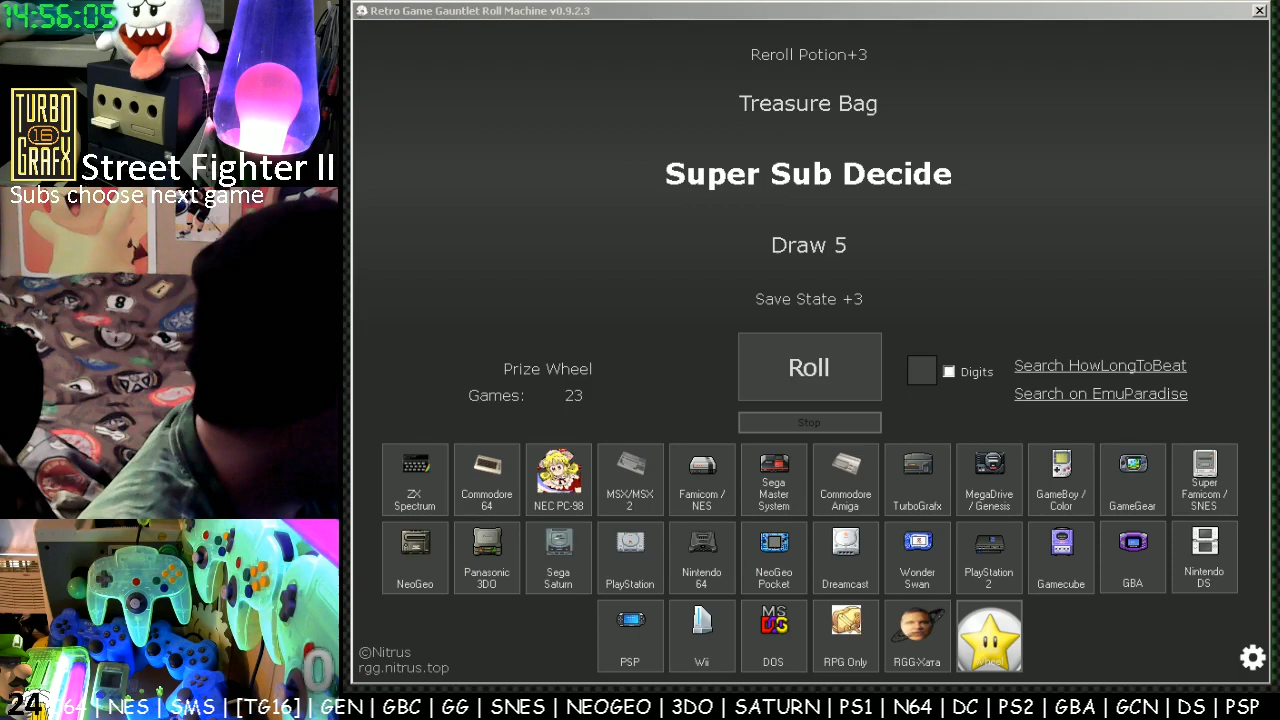 14:56:05
TURBO
16
GRAFX
Street Fighter II
Subs choose next game
Retro Game Gauntlet Roll Machine v0.9.2.3
Reroll Potion+3
Treasure Bag
Super Sub Decide
Draw 5
Save State +3
Prize Wheel
Games: 23
Roll
Stop
Digits
Search HowLongToBeat
Search on EmuParadise
ZX Spectrum
Commodore 64
NEC PC-98
MSX/MSX 2
Famicom / NES
Sega Master System
Commodore Amiga
TurboGrafx
MegaDrive / Genesis
GameBoy / Color
GameGear
Super Famicom / SNES
NeoGeo
Panasonic 3DO
Sega Saturn
PlayStation
Nintendo 64
NeoGeo Pocket
Dreamcast
Wonder Swan
PlayStation 2
Gamecube
GBA
Nintendo DS
PSP
Wii
MS DOS
DOS
RPG Only
RGG-Xата
©Nitrus
rgg.nitrus.top
0
24
64 | NES | SMS | [TG16] | GEN | GBC | GG | SNES | NEOGEO | 3DO | SATURN | PS1 | N64 | DC | PS2 | GBA | GCN | DS | PSP